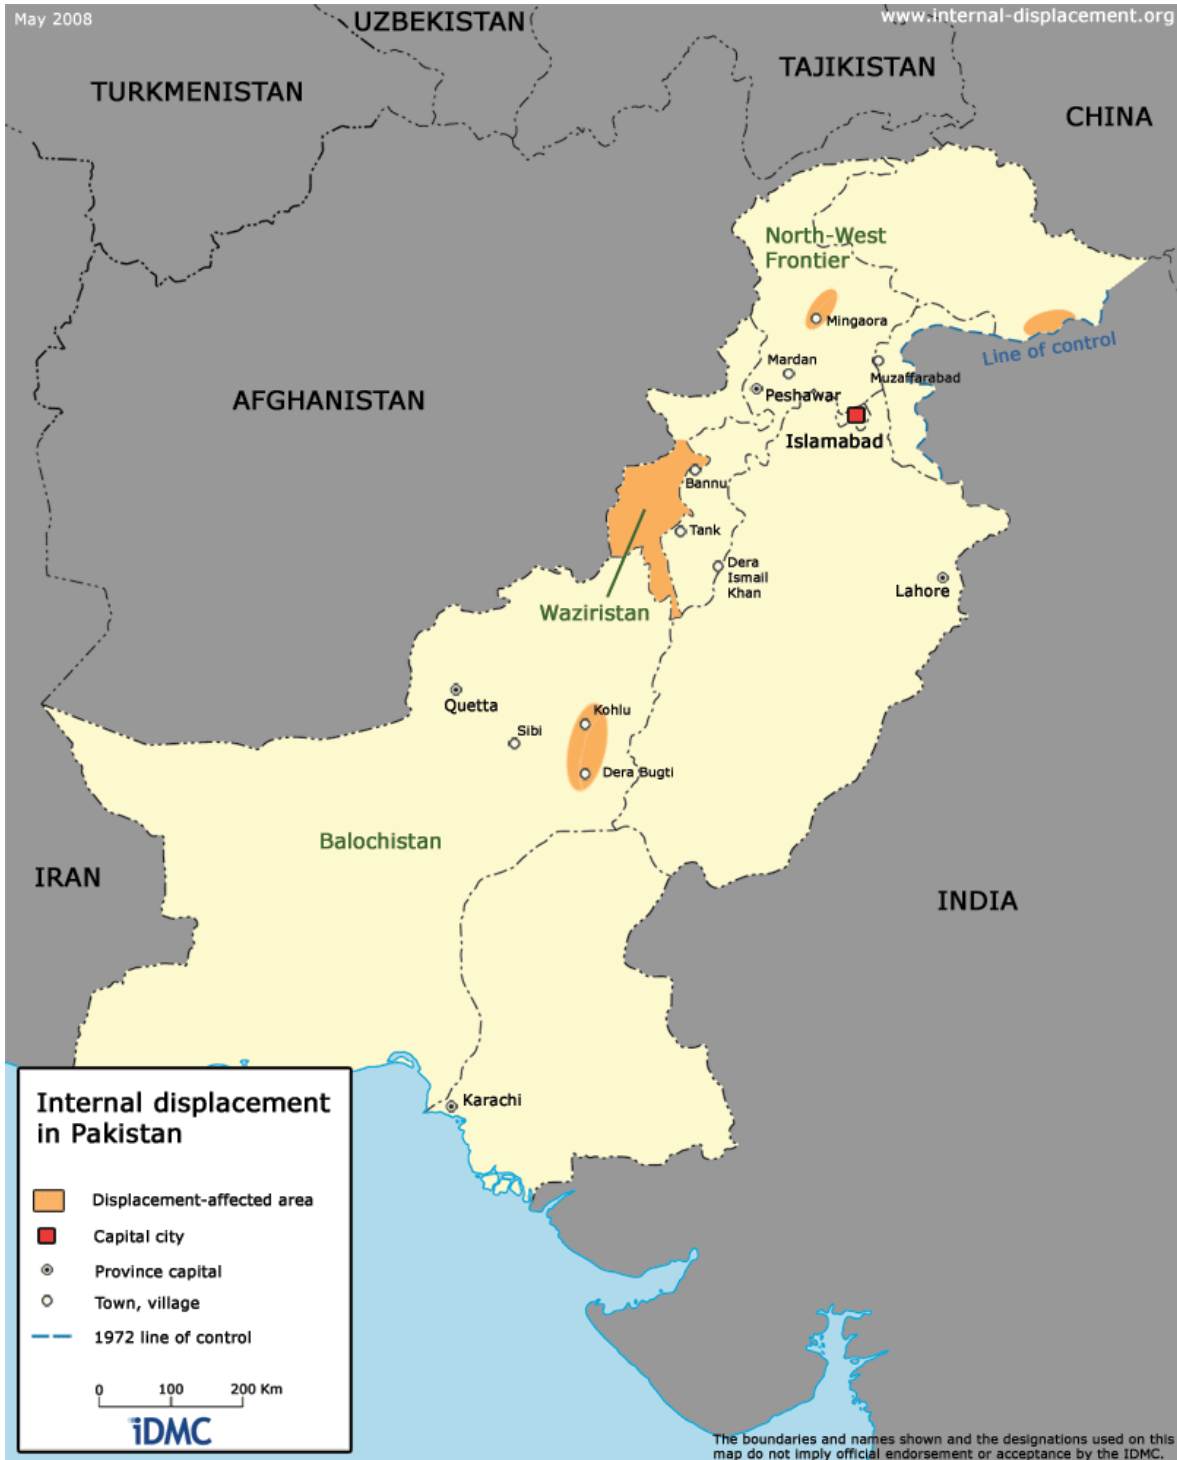 May 2008
www.internal-displacement.org
UZBEKISTAN
TAJIKISTAN
TURKMENISTAN
CHINA
North-West
Frontier
Mingaora
Line of control
Mardan
Muzaffarabad
Peshawar
AFGHANISTAN
Islamabad
Bannu
Tank
Dera
Ismail
Khan
Lahore
Waziristan
Quetta
Kohlu
Sibi
Dera Bugti
Balochistan
IRAN
INDIA
Karachi
Internal displacement
in Pakistan
Displacement-affected area
Capital city
Province capital
Town, village
1972 line of control
0 100 200 Km
iDMC
The boundaries and names shown and the designations used on this
map do not imply official endorsement or acceptance by the IDMC.